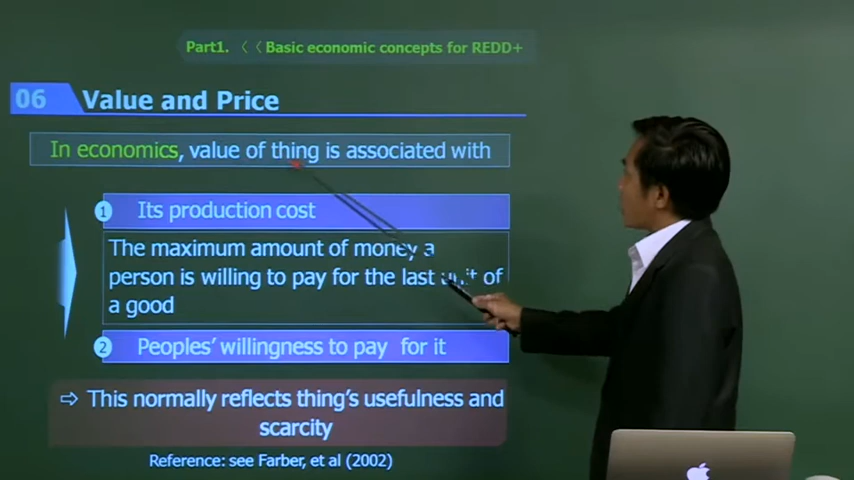 Part1. 〈〈 Basic economic concepts for REDD+
06 Value and Price
In economics, value of thing is associated with
1 Its production cost
The maximum amount of money a
person is willing to pay for the last unit of
a good
2 Peoples' willingness to pay for it
⇨ This normally reflects thing's usefulness and
scarcity
Reference: see Farber, et al (2002)